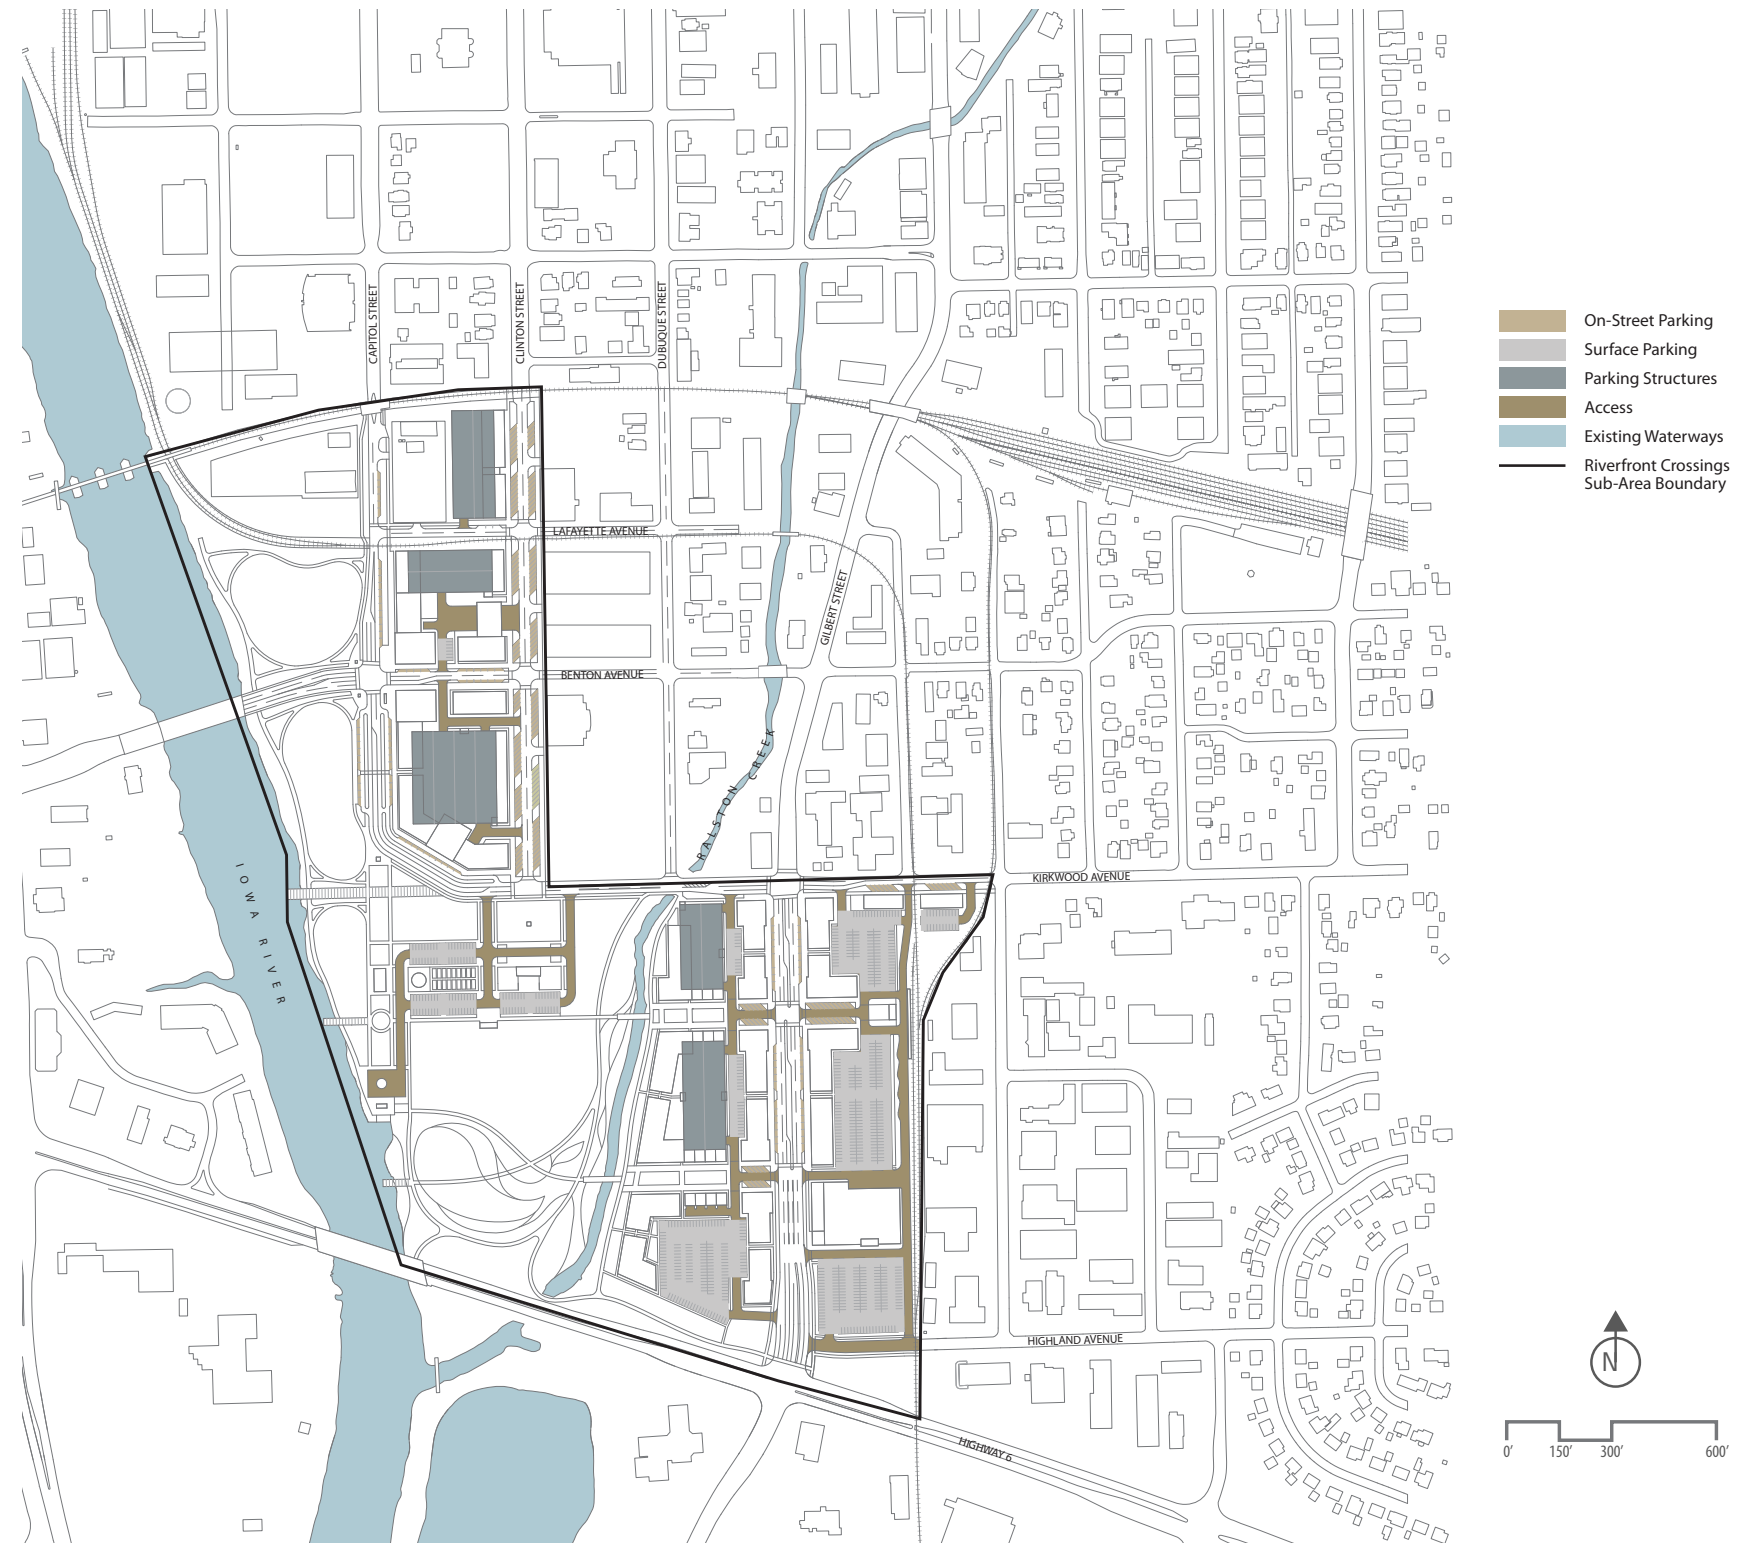 CAPITOL STREET
CLINTON STREET
DUBUQUE STREET
On-Street Parking
Surface Parking
Parking Structures
Access
Existing Waterways
Riverfront Crossings
Sub-Area Boundary
LAFAYETTE AVENUE
GILBERT STREET
BENTON AVENUE
RALSTON CREEK
KIRKWOOD AVENUE
IOWA RIVER
HIGHLAND AVENUE
HIGHWAY 6
N
0' 150' 300' 600'